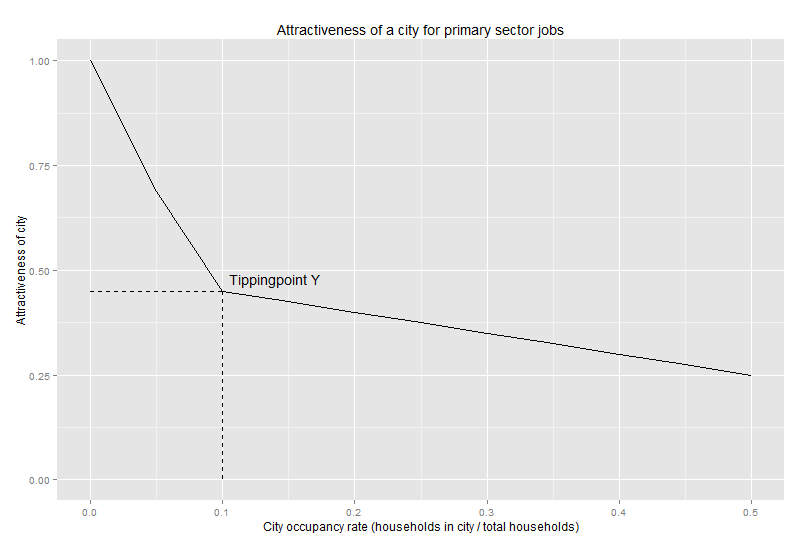 Attractiveness of a city for primary sector jobs
1.00
0.75
0.50
0.25
0.00
Attractiveness of city
Tippingpoint Y
0.0
0.1
0.2
0.3
0.4
0.5
City occupancy rate (households in city / total households)